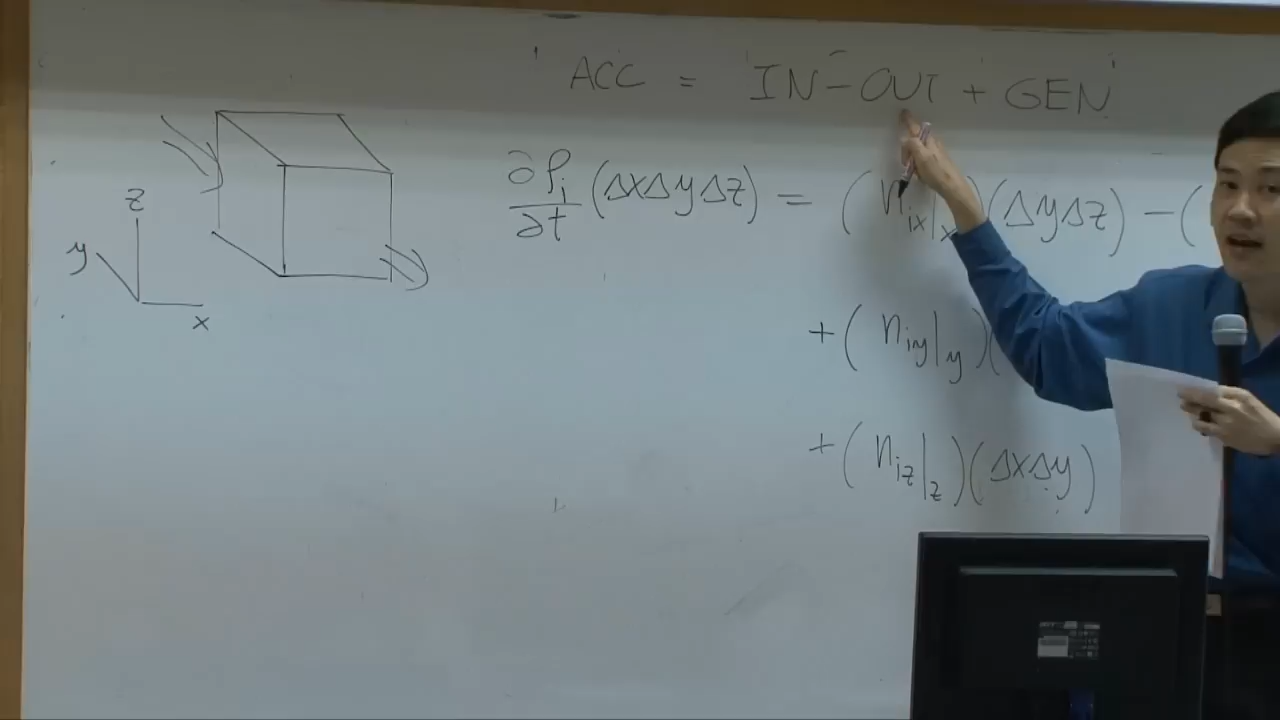 ACC = IN - OUT + GEN
∂ρi/∂t (ΔxΔyΔz) = (nix|x)(ΔyΔz) - (
z
y
x
+ (niy|y)(
+ (niz|z)(ΔxΔy)